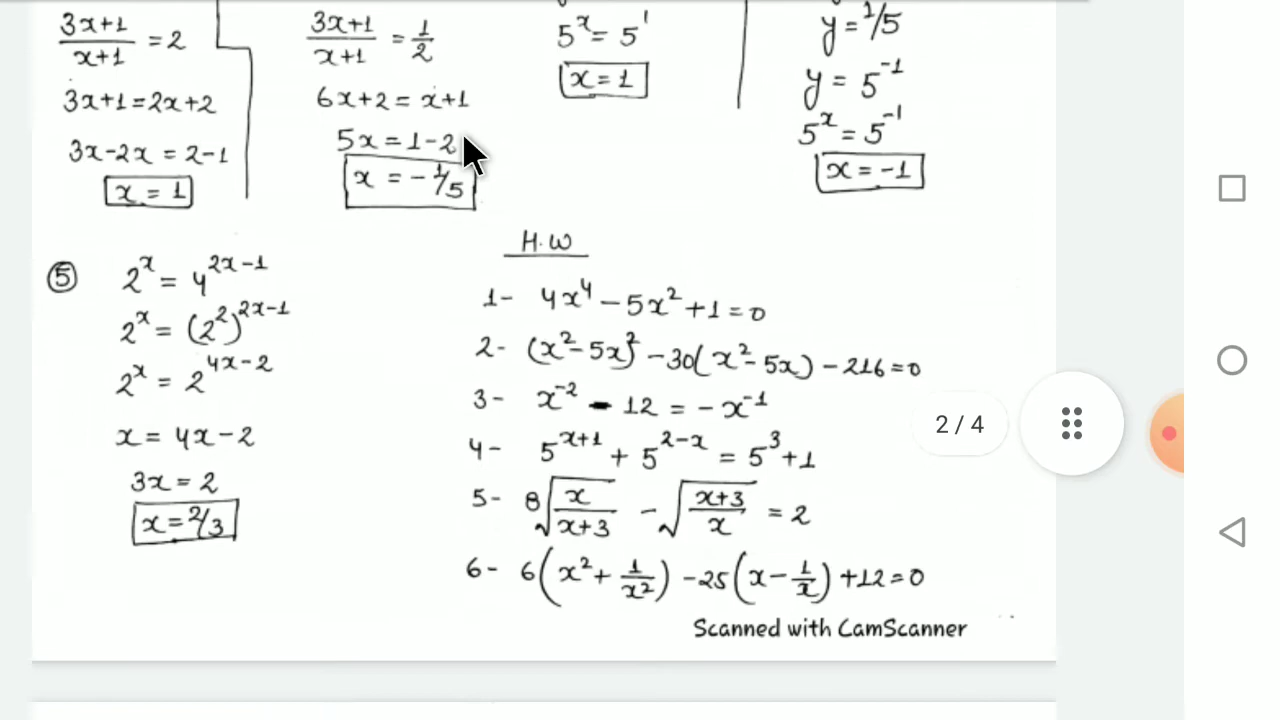 (3x+1)/(x+1) = 2
3x+1 = 2x+2
3x-2x = 2-1
x = 1
(3x+1)/(x+1) = 1/2
6x+2 = x+1
5x = 1-2
x = -1/5
5^x = 5^1
x = 1
y = 1/5
y = 5^-1
5^x = 5^-1
x = -1
⑤ 2^x = 4^(2x-1)
2^x = (2^2)^(2x-1)
2^x = 2^(4x-2)
x = 4x-2
3x = 2
x = 2/3
H.W
1- 4x^4 - 5x^2 + 1 = 0
2- (x^2-5x)^2 - 30(x^2-5x) - 216 = 0
3- x^-2 - 12 = -x^-1
4- 5^(x+1) + 5^(2-x) = 5^3 + 1
5- 8√(x/(x+3)) - √((x+3)/x) = 2
6- 6(x^2 + 1/x^2) - 25(x - 1/x) + 12 = 0
Scanned with CamScanner
2 / 4